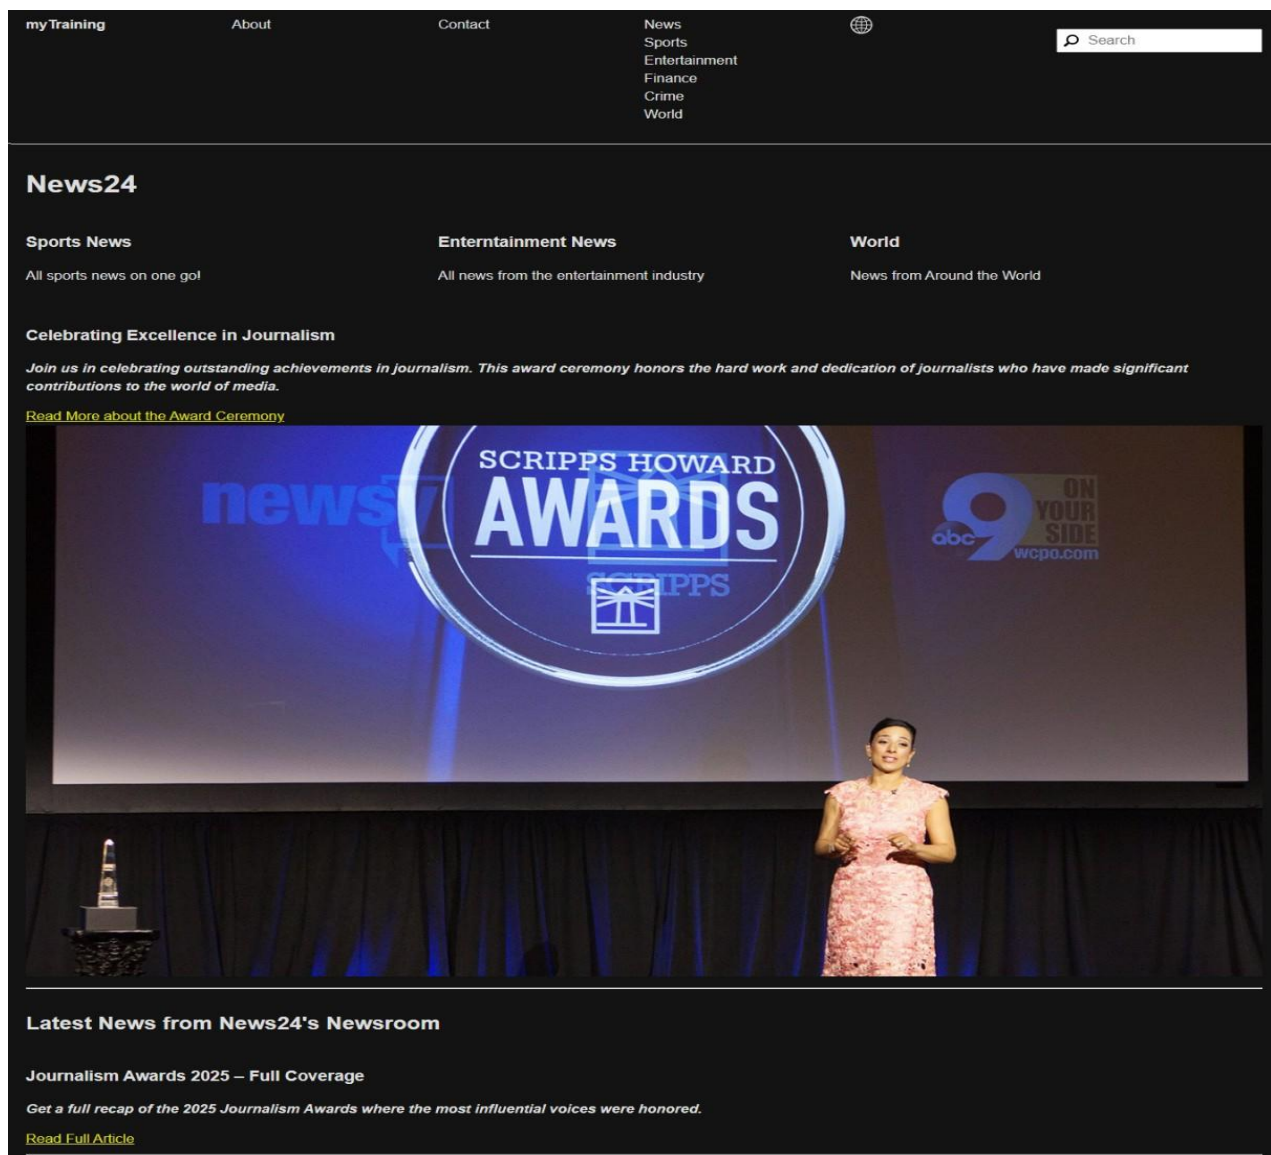 myTraining
About
Contact
News
Sports
Entertainment
Finance
Crime
World
Search
News24
Sports News
All sports news on one go!
Enterntainment News
All news from the entertainment industry
World
News from Around the World
Celebrating Excellence in Journalism
Join us in celebrating outstanding achievements in journalism. This award ceremony honors the hard work and dedication of journalists who have made significant
contributions to the world of media.
Read More about the Award Ceremony
SCRIPPS HOWARD
AWARDS
newsy
SCRIPPS
abc 9
ON
YOUR
SIDE
wcpo.com
Latest News from News24's Newsroom
Journalism Awards 2025 – Full Coverage
Get a full recap of the 2025 Journalism Awards where the most influential voices were honored.
Read Full Article